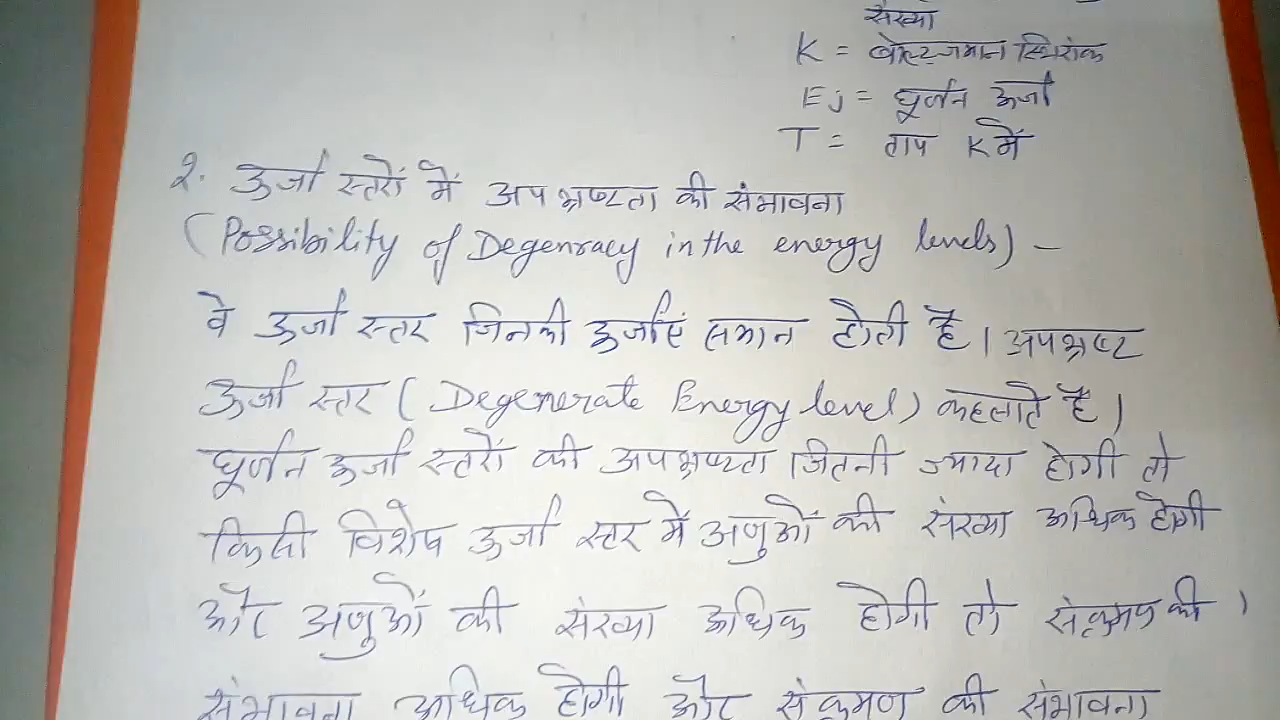 संख्या
K = बोल्ट्जमान स्थिरांक
Ej = घूर्णन ऊर्जा
T = ताप K में
2. ऊर्जा स्तरों में अपभ्रष्टता की संभावना
(Possibility of Degenracy in the energy levels) –
वे ऊर्जा स्तर जिनकी ऊर्जाएं समान होती है। अपभ्रष्ट
ऊर्जा स्तर (Degenerate Energy level) कहलाते है।
घूर्णन ऊर्जा स्तरों की अपभ्रष्टता जितनी ज्यादा होगी तो
किसी विशेष ऊर्जा स्तर में अणुओं की संख्या अधिक होगी
और अणुओं की संख्या अधिक होगी तो संक्रमण की
संभावना अधिक होगी और संक्रमण की संभावना